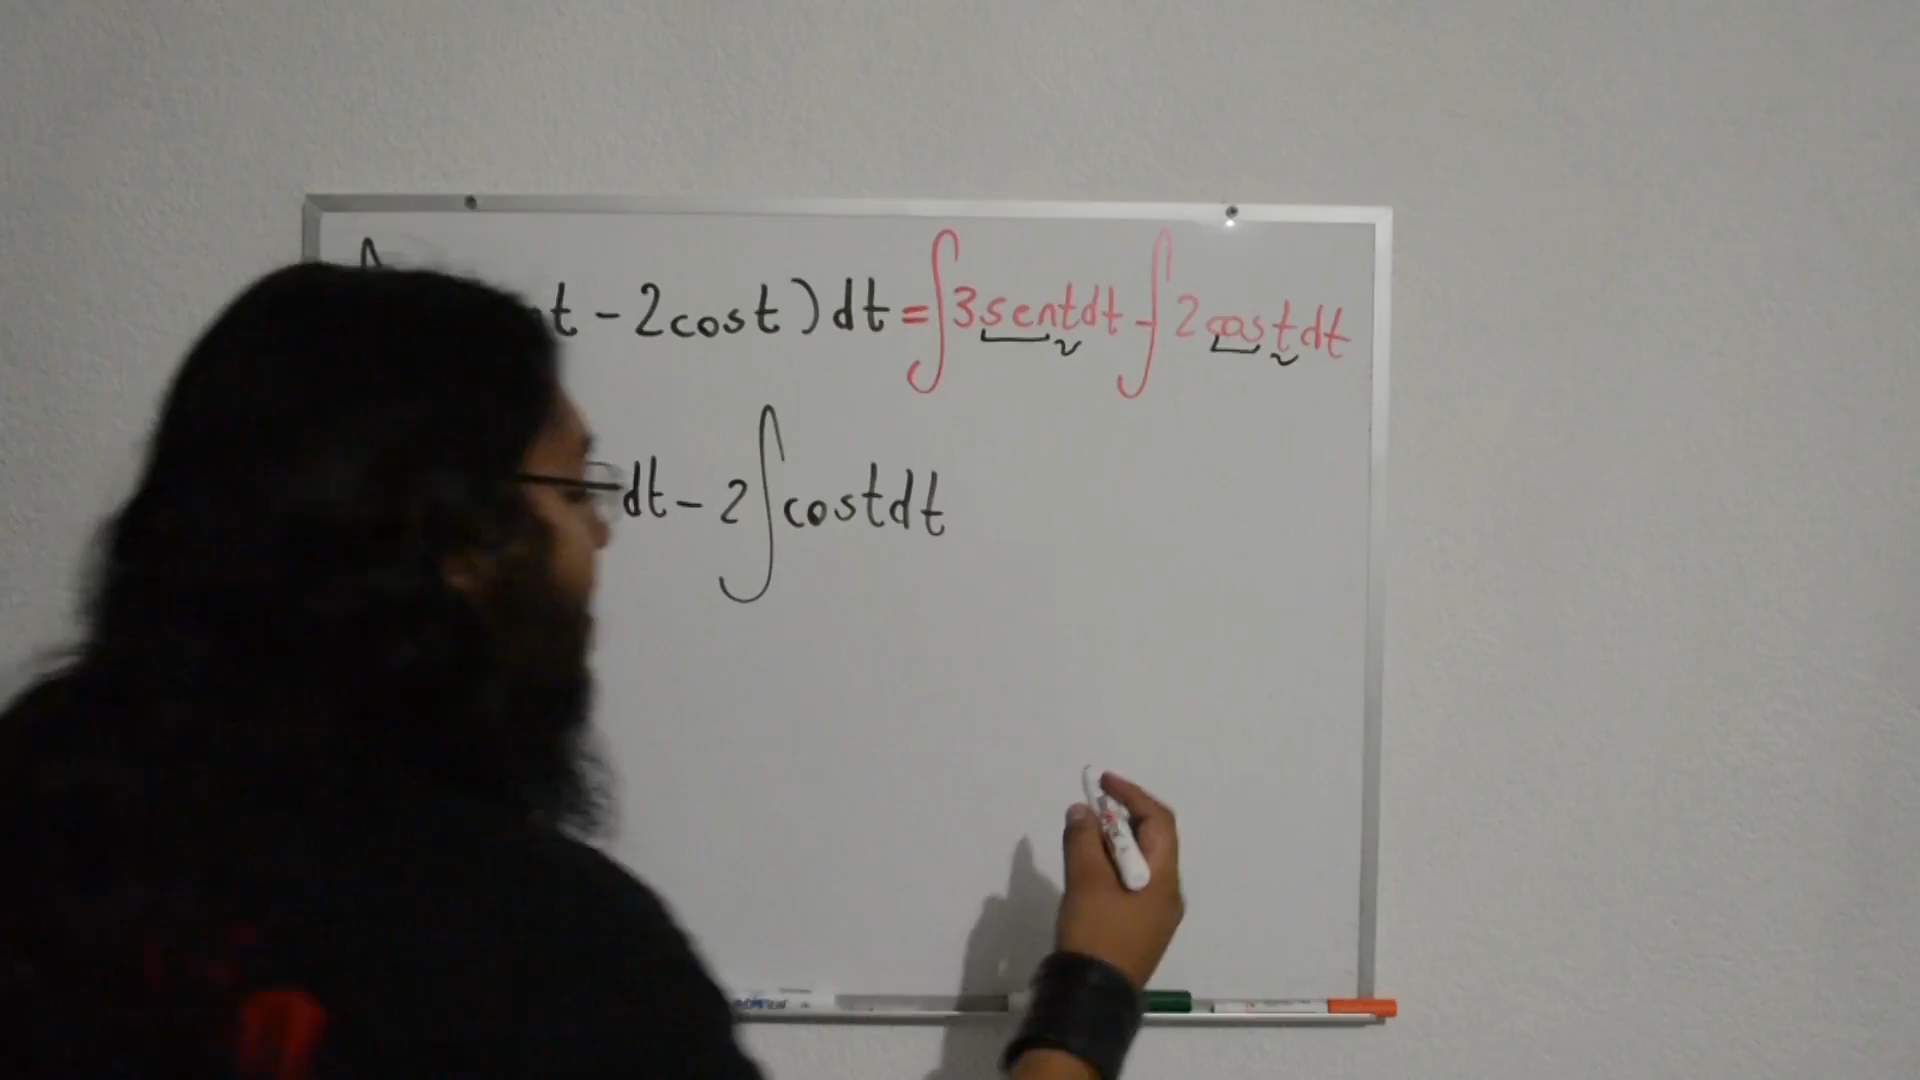 t - 2cost)dt = ∫3sentdt - ∫2costdt
dt - 2∫costdt